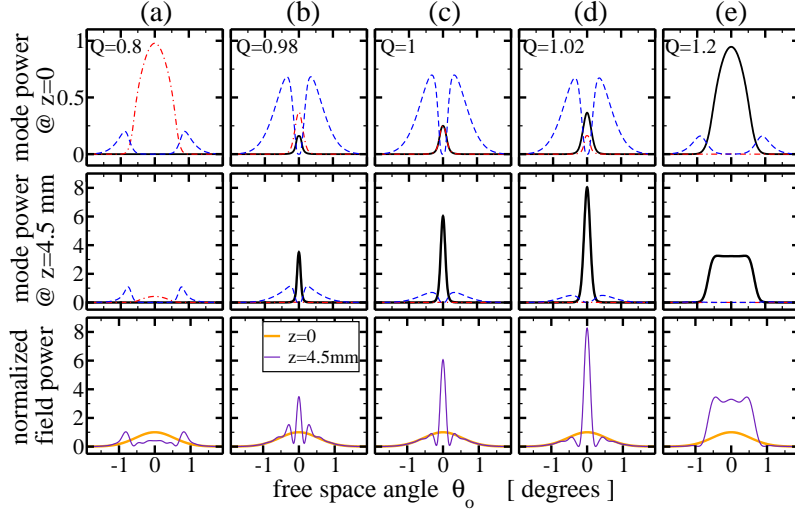 (a) (b) (c) (d) (e)
Q=0.8 Q=0.98 Q=1 Q=1.02 Q=1.2
mode power
@ z=0
1
0.5
0
mode power
@ z=4.5 mm
8
6
4
2
0
normalized
field power
8
6
4
2
0
z=0
z=4.5mm
-1 0 1 -1 0 1 -1 0 1 -1 0 1 -1 0 1
free space angle θo [ degrees ]